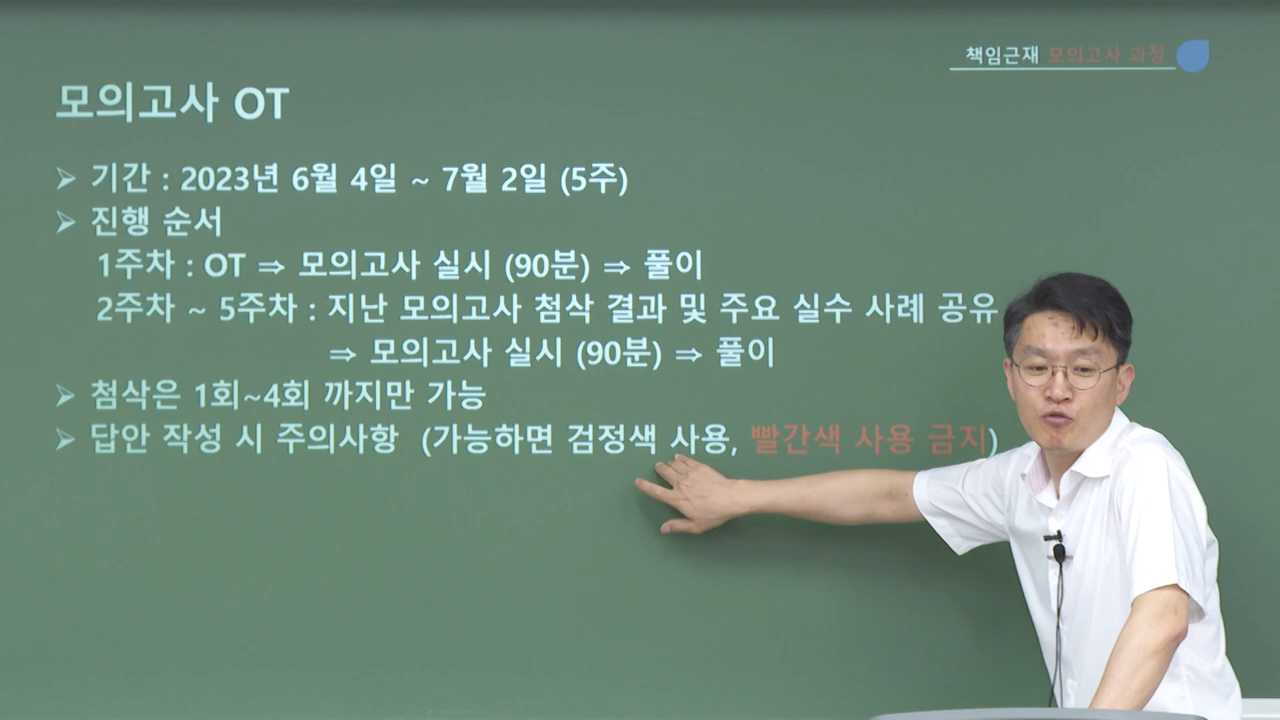 책임근재 모의고사 과정
모의고사 OT
➢ 기간 : 2023년 6월 4일 ~ 7월 2일 (5주)
➢ 진행 순서
1주차 : OT ⇒ 모의고사 실시 (90분) ⇒ 풀이
2주차 ~ 5주차 : 지난 모의고사 첨삭 결과 및 주요 실수 사례 공유
⇒ 모의고사 실시 (90분) ⇒ 풀이
➢ 첨삭은 1회~4회 까지만 가능
➢ 답안 작성 시 주의사항 (가능하면 검정색 사용, 빨간색 사용 금지)